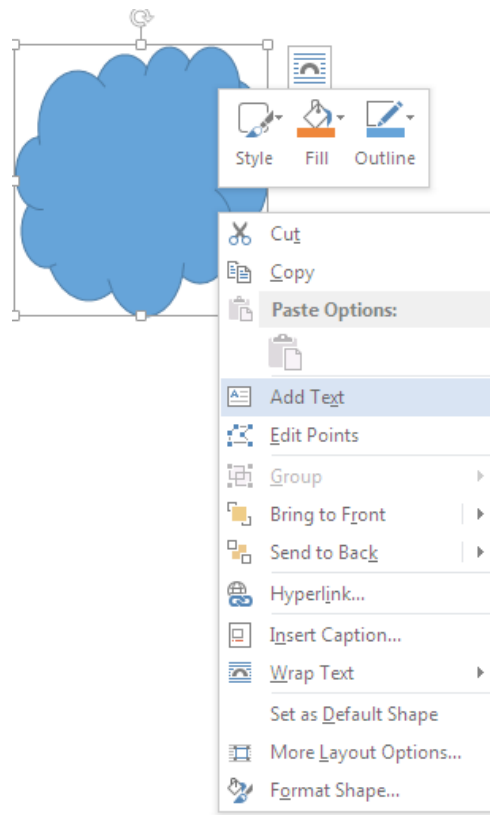 Style Fill Outline
Cut
Copy
Paste Options:
Add Text
Edit Points
Group
Bring to Front
Send to Back
Hyperlink...
Insert Caption...
Wrap Text
Set as Default Shape
More Layout Options...
Format Shape...